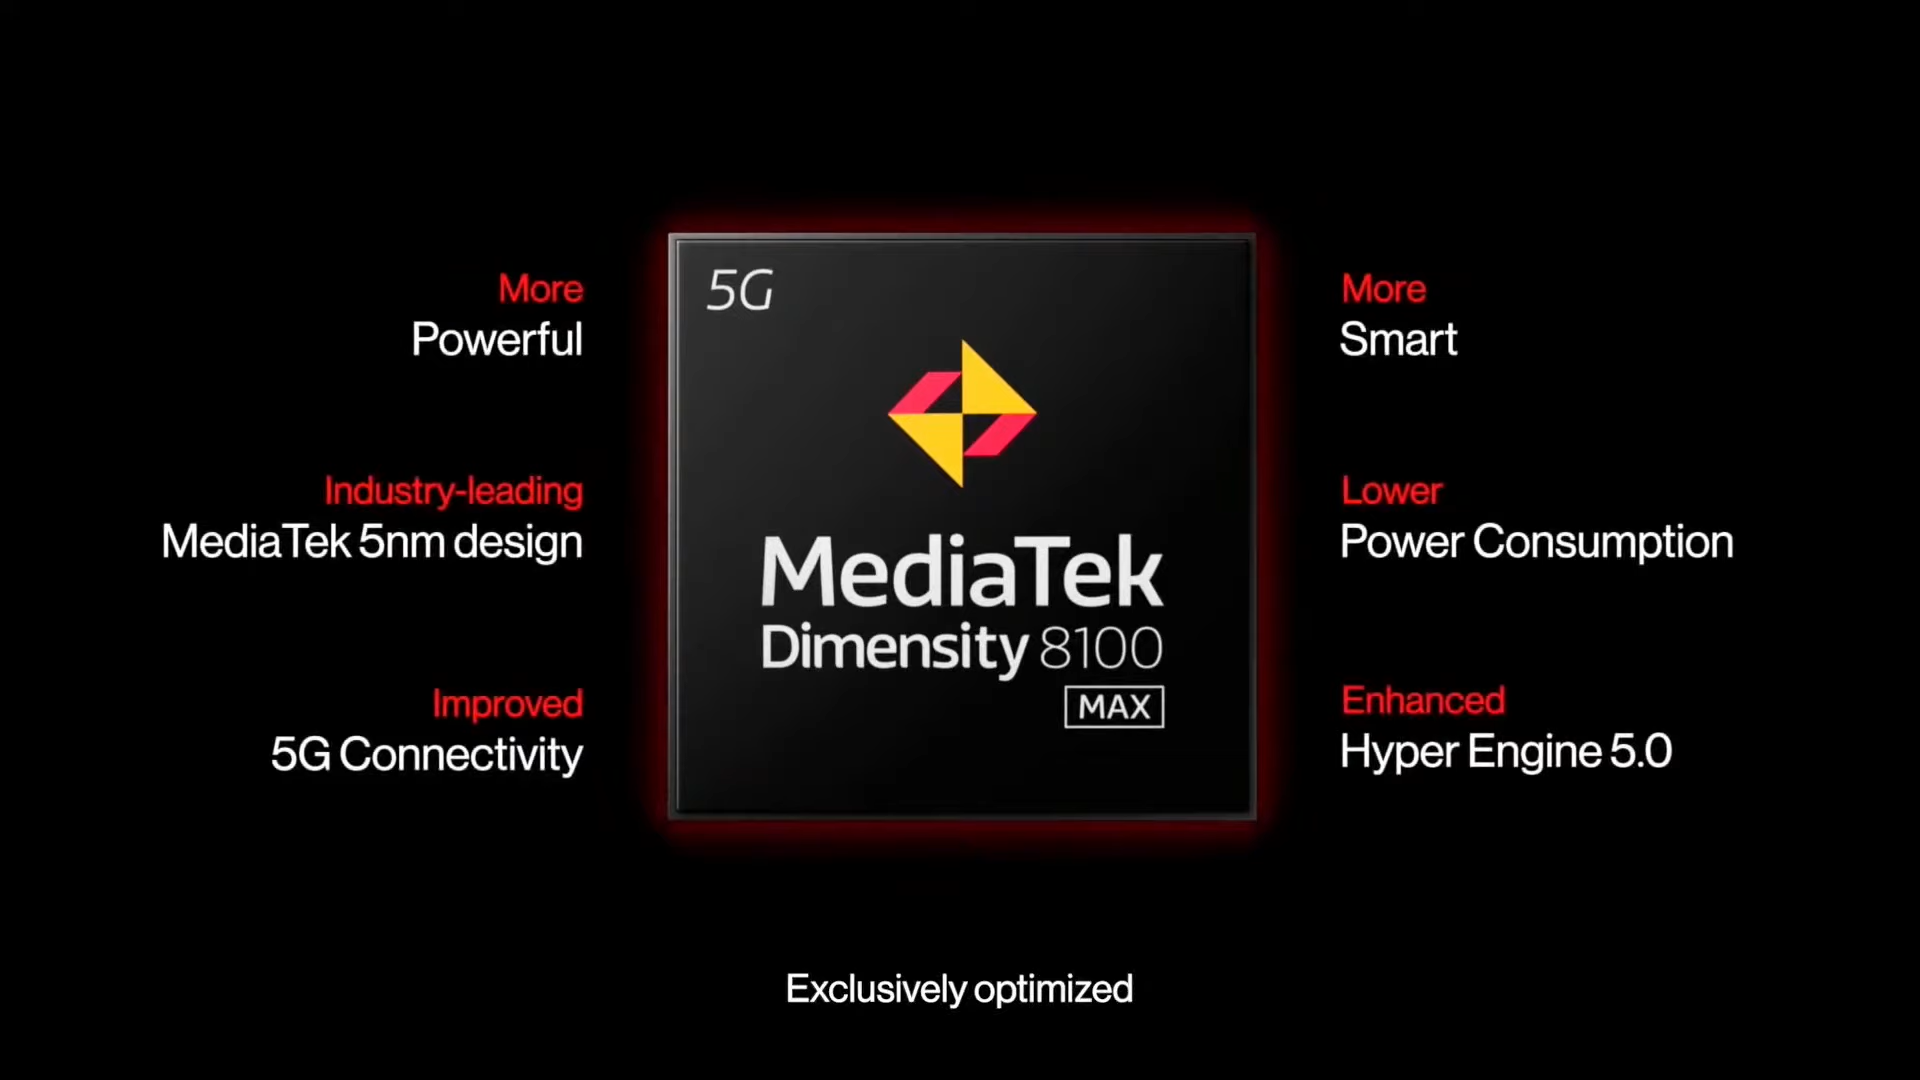 More
Powerful
Industry-leading
MediaTek 5nm design
Improved
5G Connectivity
5G
MediaTek
Dimensity 8100
MAX
More
Smart
Lower
Power Consumption
Enhanced
Hyper Engine 5.0
Exclusively optimized